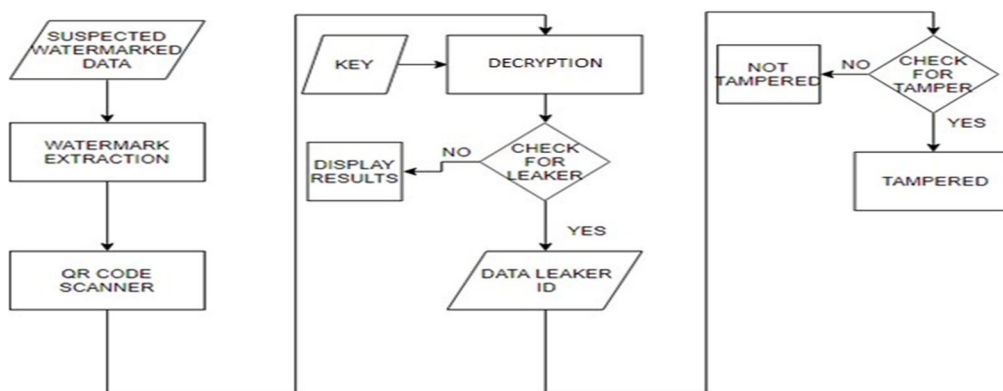 SUSPECTED
WATERMARKED
DATA
WATERMARK
EXTRACTION
QR CODE
SCANNER
KEY
DECRYPTION
CHECK
FOR
LEAKER
NO
DISPLAY
RESULTS
YES
DATA LEAKER
ID
CHECK
FOR
TAMPER
NO
NOT
TAMPERED
YES
TAMPERED